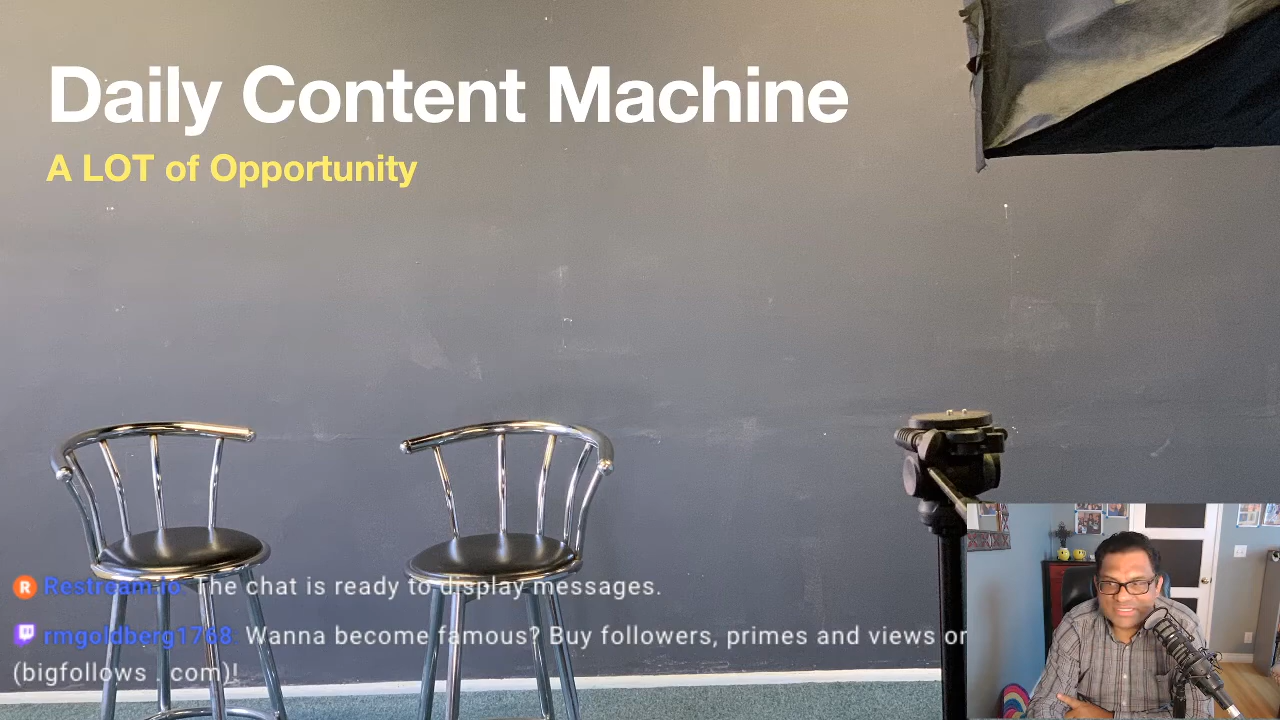 Daily Content Machine
A LOT of Opportunity
R Restream.io: The chat is ready to display messages.
rmgoldberg1768: Wanna become famous? Buy followers, primes and views on
(bigfollows . com)!